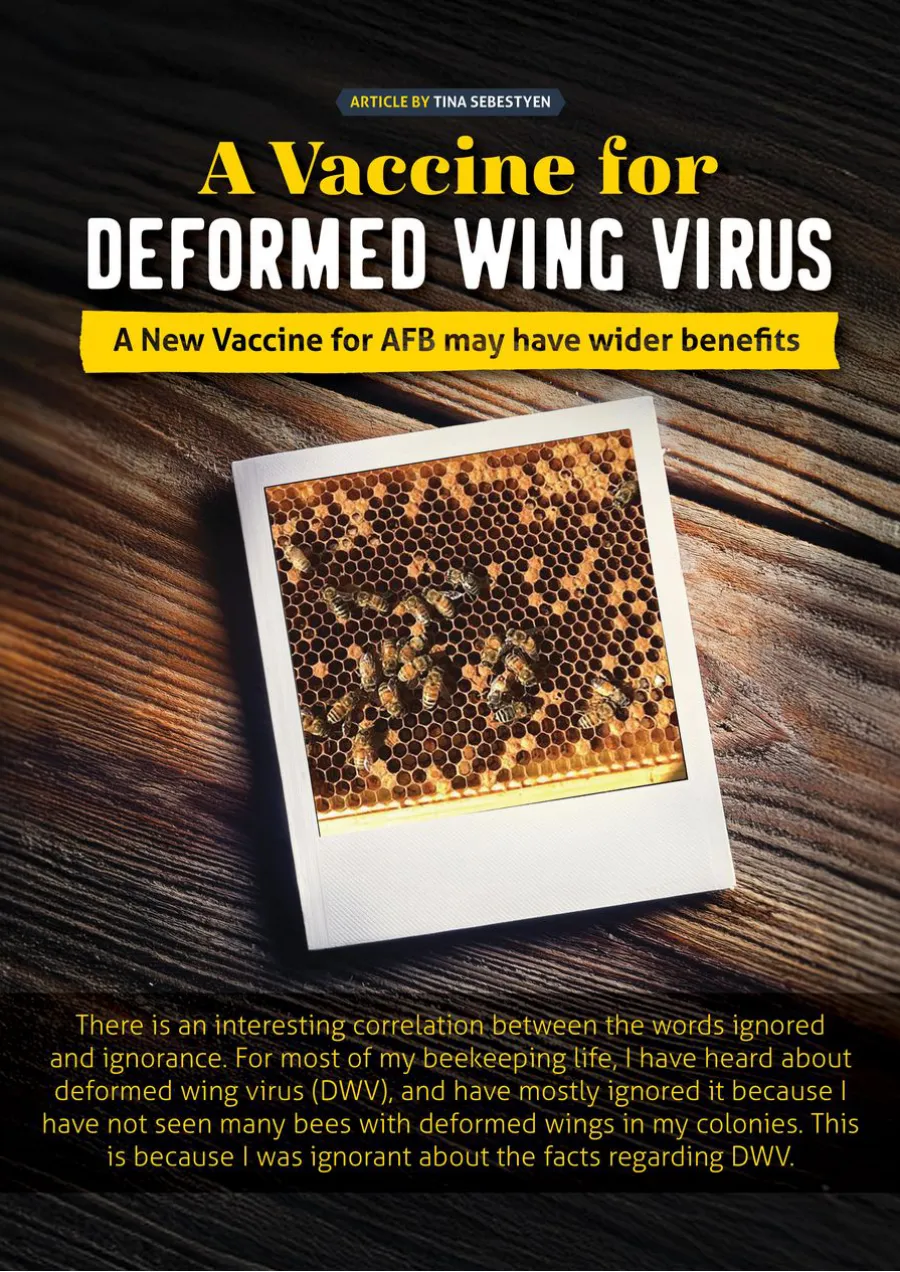 ARTICLE BY TINA SEBESTYEN
A Vaccine for
DEFORMED WING VIRUS
A New Vaccine for AFB may have wider benefits
There is an interesting correlation between the words ignored
and ignorance. For most of my beekeeping life, I have heard about
deformed wing virus (DWV), and have mostly ignored it because I
have not seen many bees with deformed wings in my colonies. This
is because I was ignorant about the facts regarding DWV.